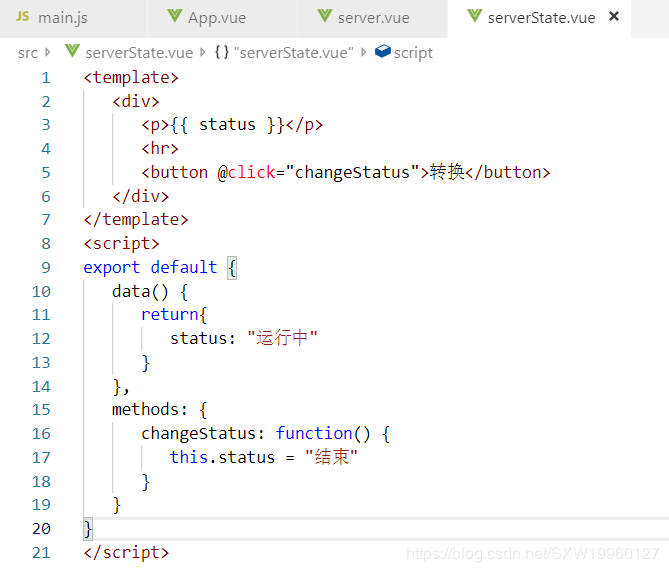 JS main.js App.vue server.vue serverState.vue ×
src > serverState.vue > {} "serverState.vue" > script
1 <template>
2 <div>
3 <p>{{ status }}</p>
4 <hr>
5 <button @click="changeStatus">转换</button>
6 </div>
7 </template>
8 <script>
9 export default {
10 data() {
11 return{
12 status: "运行中"
13 }
14 },
15 methods: {
16 changeStatus: function() {
17 this.status = "结束"
18 }
19 }
20 }
21 </script>
https://blog.csdn.net/SXW19960127